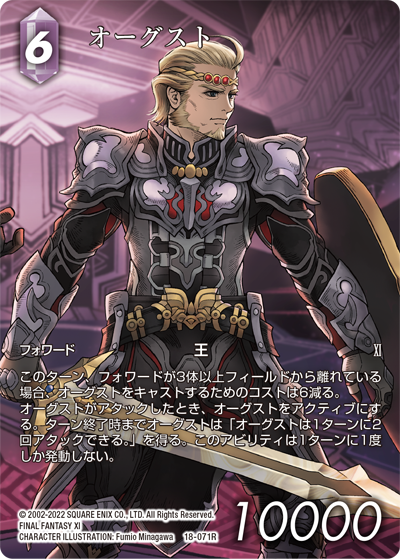 6
オーグスト
フォワード 王 XI
このターン、フォワードが3体以上フィールドから離れている
場合、オーグストをキャストするためのコストは6減る。
オーグストがアタックしたとき、オーグストをアクティブにす
る。ターン終了時までオーグストは「オーグストは1ターンに2
回アタックできる。」を得る。このアビリティは1ターンに1度
しか発動しない。
© 2002-2022 SQUARE ENIX CO., LTD. All Rights Reserved.
FINAL FANTASY XI
CHARACTER ILLUSTRATION: Fumio Minagawa 18-071R
10000